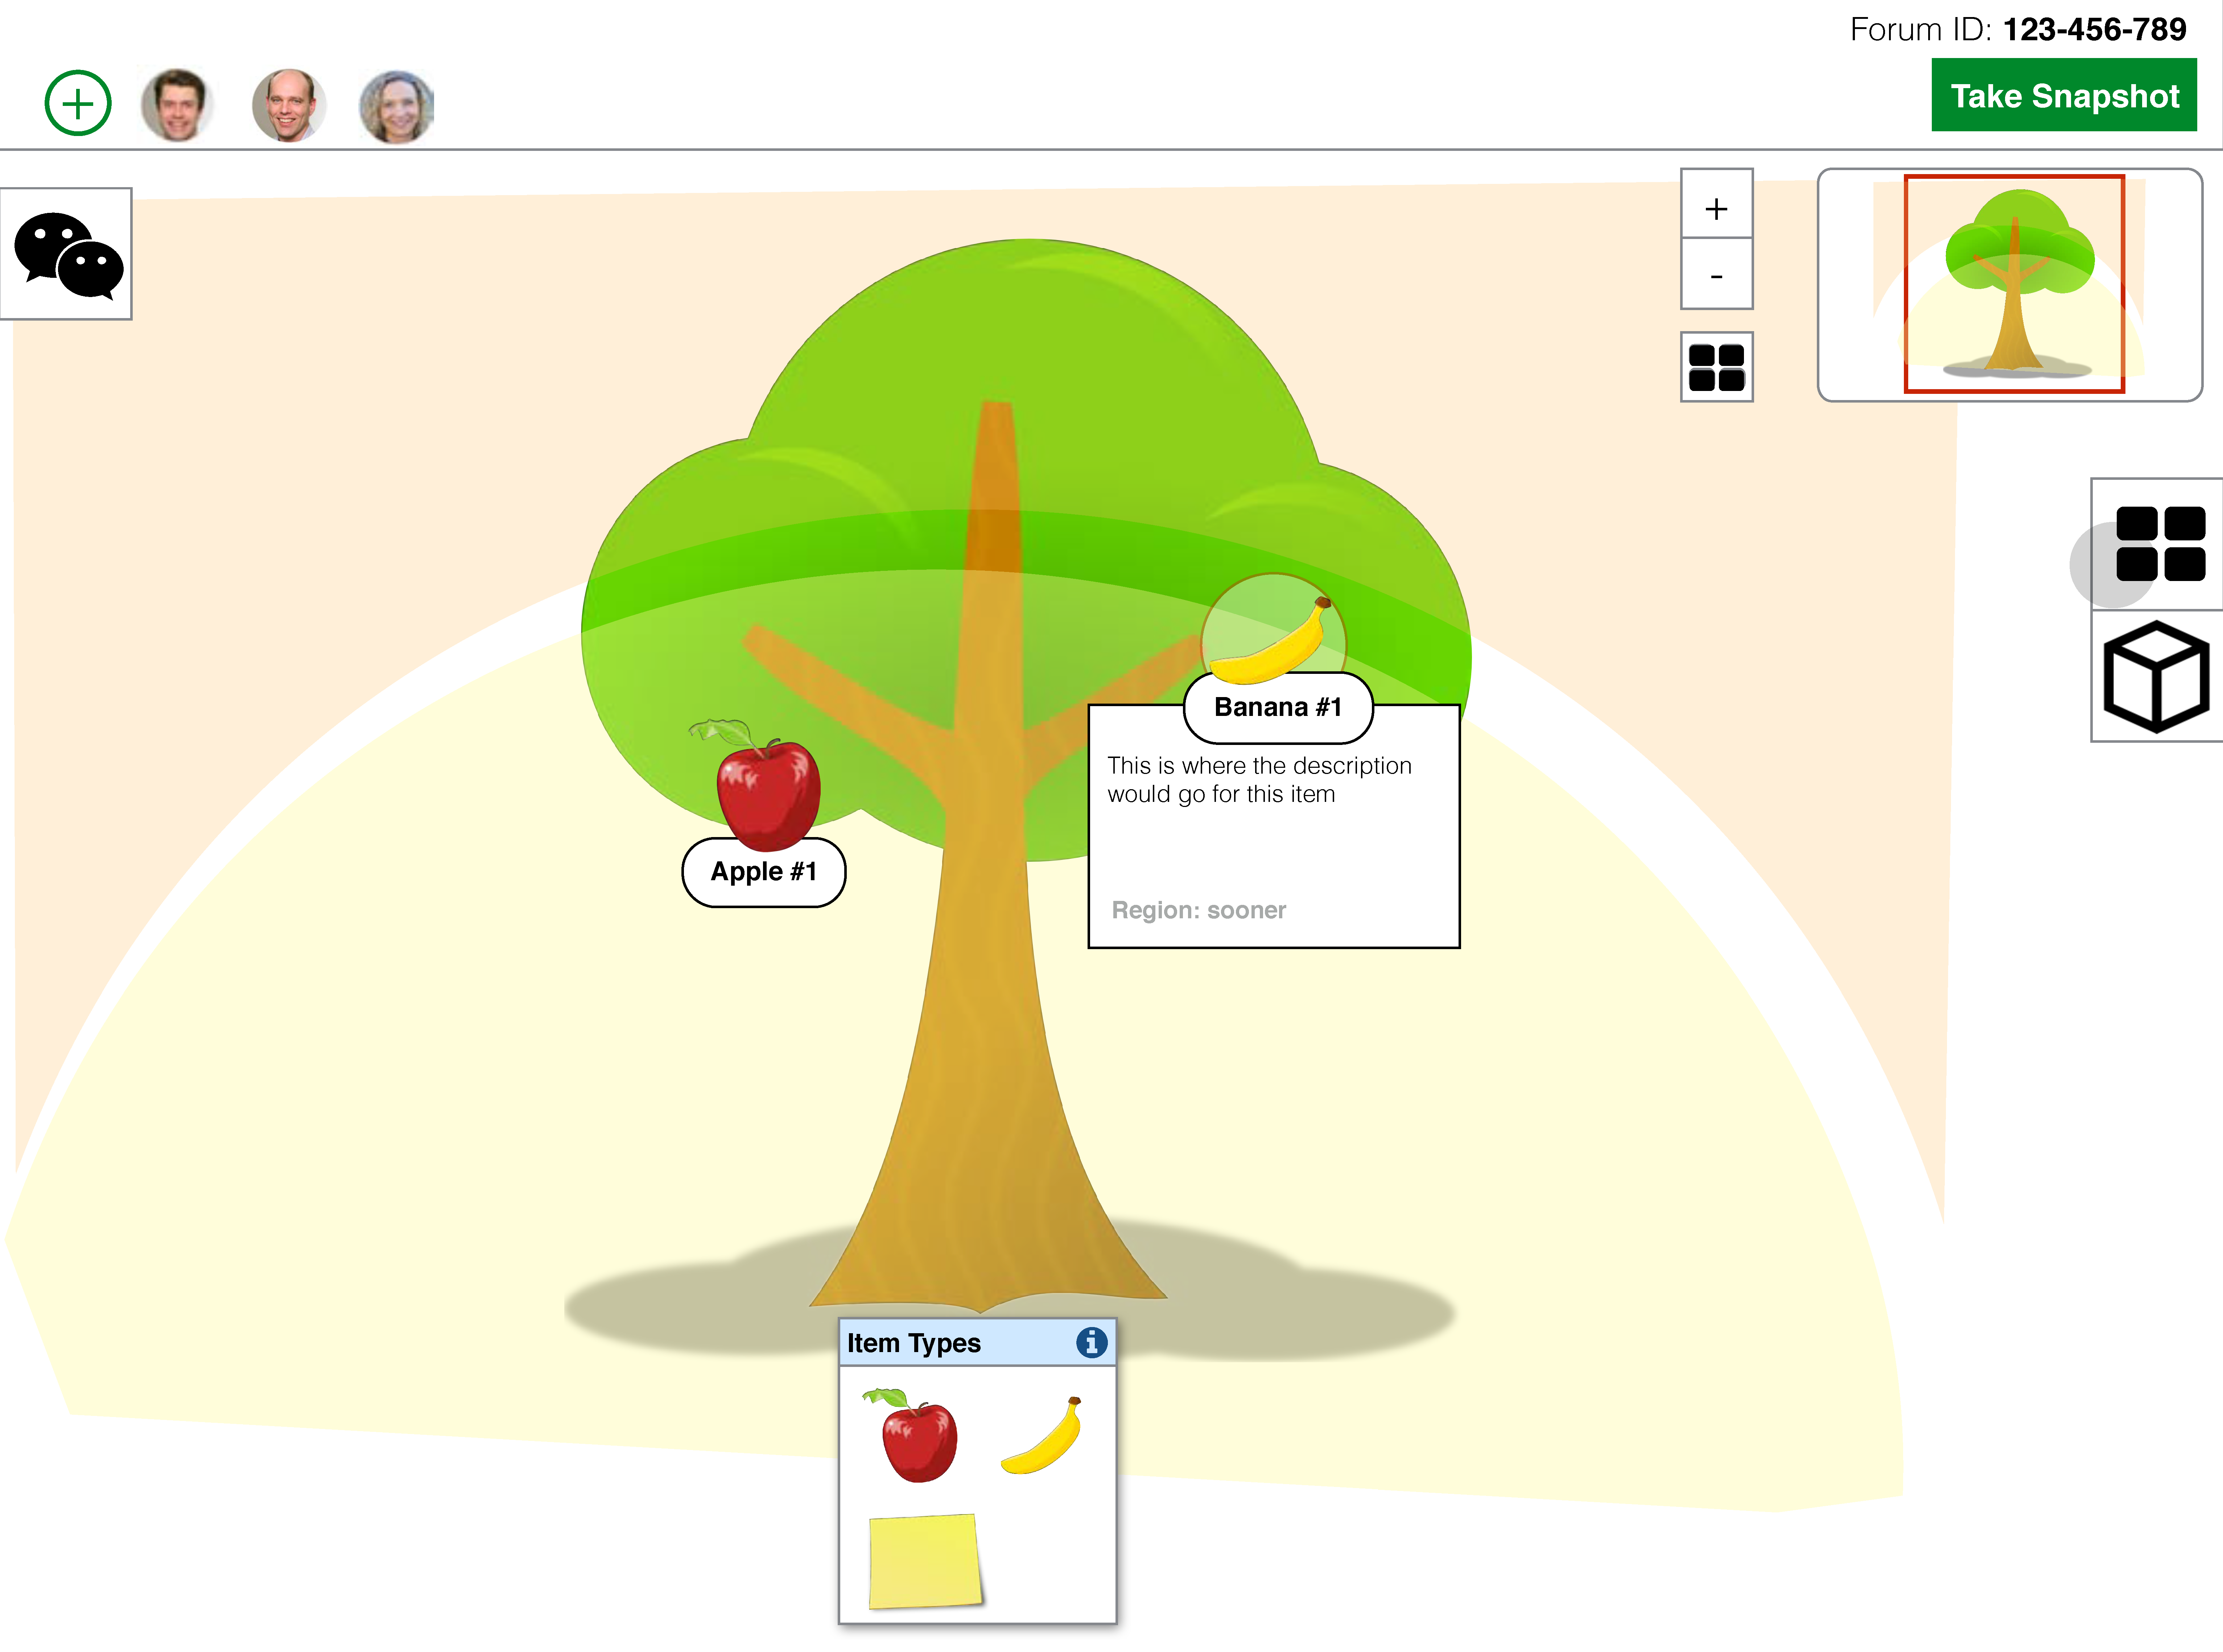 Forum ID: 123-456-789
Take Snapshot
+
-
Banana #1
This is where the description
would go for this item
Region: sooner
Apple #1
Item Types
i